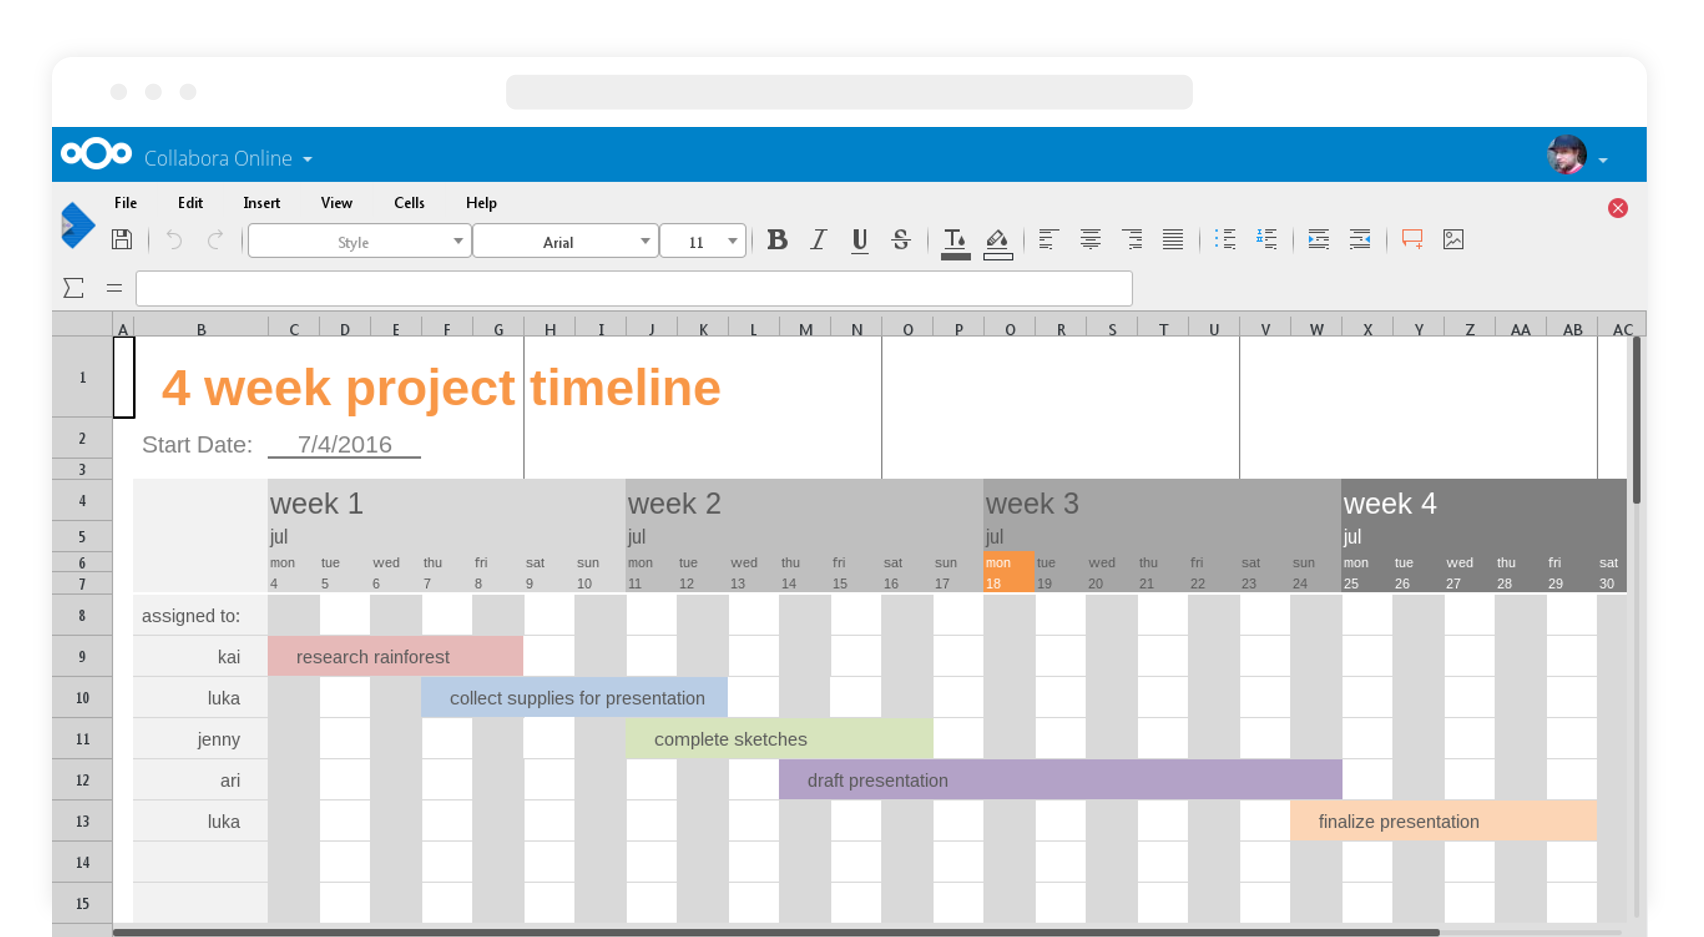 Collabora Online
File Edit Insert View Cells Help
Style Arial 11 B I U S T
Σ =
A B C D E F G H I J K L M N O P Q R S T U V W X Y Z AA AB AC
1 4 week project timeline
2 Start Date: 7/4/2016
3
4 week 1 week 2 week 3 week 4
5 jul jul jul jul
6 mon tue wed thu fri sat sun mon tue wed thu fri sat sun mon tue wed thu fri sat sun mon tue wed thu fri sat
7 4 5 6 7 8 9 10 11 12 13 14 15 16 17 18 19 20 21 22 23 24 25 26 27 28 29 30
8 assigned to:
9 kai research rainforest
10 luka collect supplies for presentation
11 jenny complete sketches
12 ari draft presentation
13 luka finalize presentation
14
15